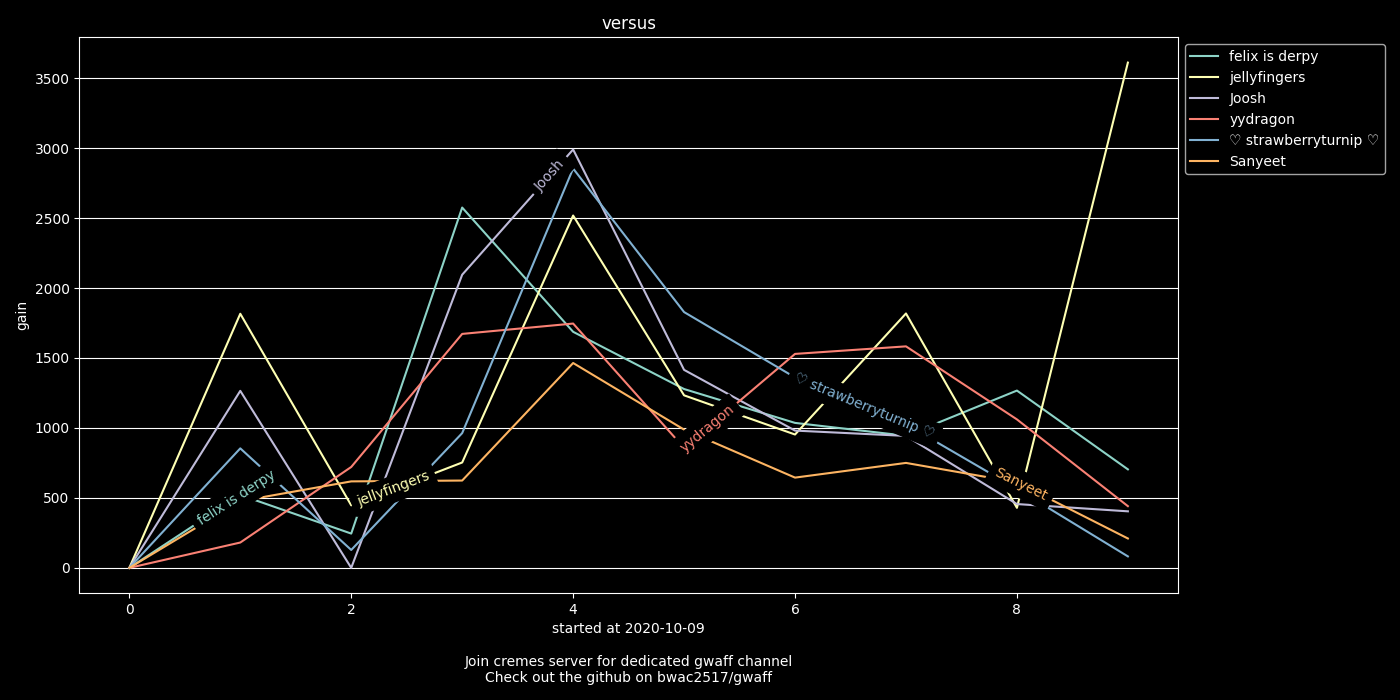 versus
felix is derpy
jellyfingers
Joosh
yydragon
♡ strawberryturnip ♡
Sanyeet
3500
3000
2500
2000
1500
1000
500
0
gain
felix is derpy
jellyfingers
Joosh
yydragon
♡ strawberryturnip ♡
Sanyeet
0
2
4
6
8
started at 2020-10-09
Join cremes server for dedicated gwaff channel
Check out the github on bwac2517/gwaff